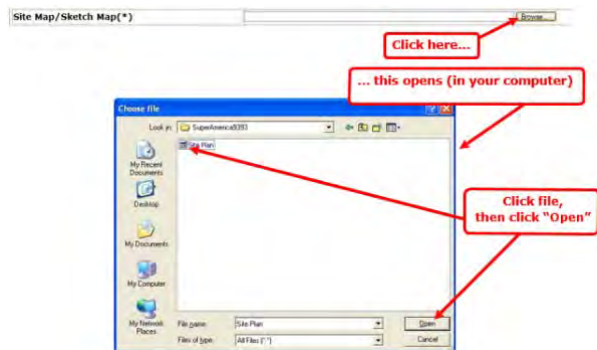 Site Map/Sketch Map(*)
Browse...
Click here...
... this opens (in your computer)
Choose file
Look in:
SuperAmerica9393
Site Plan
My Recent
Documents
Desktop
My Documents
My Computer
My Network
Places
Click file,
then click “Open”
File name:
Site Plan
Open
Files of type:
All Files (*.*)
Cancel